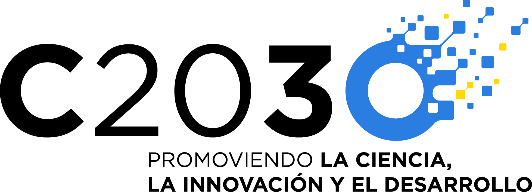 C2030
PROMOVIENDO LA CIENCIA,
LA INNOVACIÓN Y EL DESARROLLO